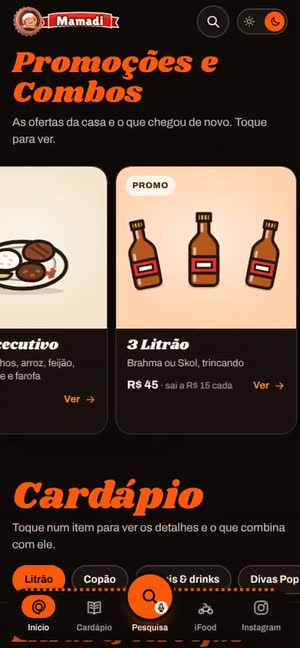 Mamadi
Promoções e
Combos
As ofertas da casa e o que chegou de novo. Toque
para ver.
PROMO
3 Litrão
hos, arroz, feijão,
e e farofa
Brahma ou Skol, trincando
R$ 45 · sai a R$ 15 cada
Ver →
Ver →
Cardápio
Toque num item para ver os detalhes e o que combina
com ele.
Litrão
Copão
is & drinks
Divas Pop
Início
Cardápio
Pesquisa
iFood
Instagram